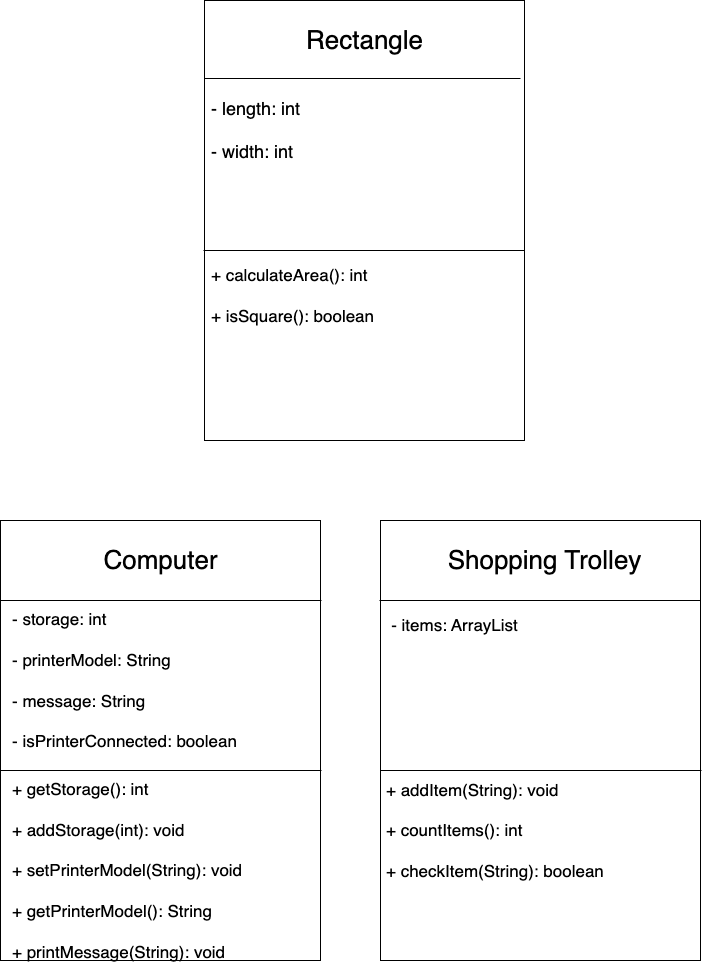 Rectangle
- length: int
- width: int
+ calculateArea(): int
+ isSquare(): boolean
Computer
- storage: int
- printerModel: String
- message: String
- isPrinterConnected: boolean
+ getStorage(): int
+ addStorage(int): void
+ setPrinterModel(String): void
+ getPrinterModel(): String
+ printMessage(String): void
Shopping Trolley
- items: ArrayList
+ addItem(String): void
+ countItems(): int
+ checkItem(String): boolean